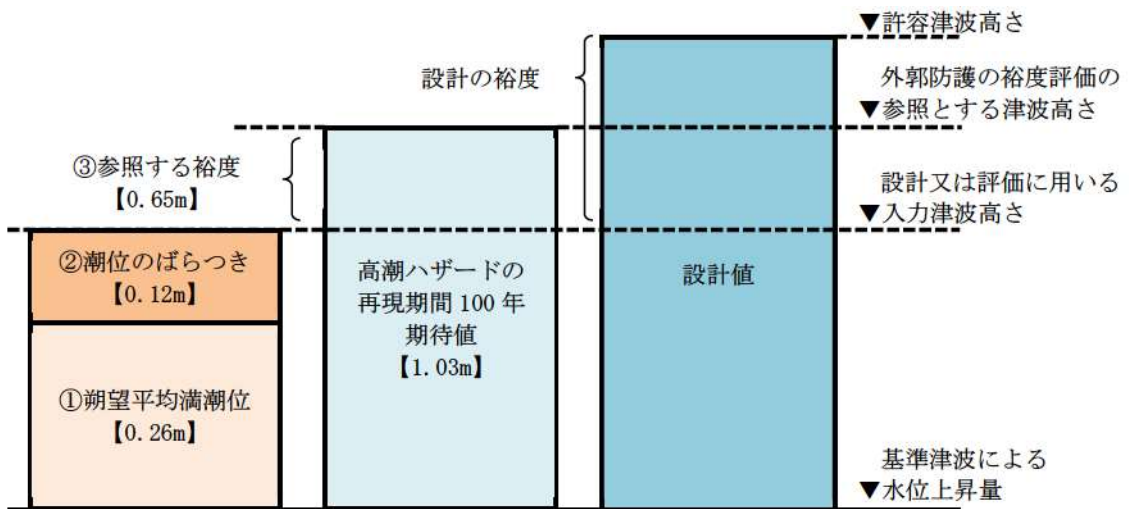 ▼許容津波高さ
設計の裕度
外郭防護の裕度評価の
▼参照とする津波高さ
③参照する裕度
【0.65m】
設計又は評価に用いる
▼入力津波高さ
②潮位のばらつき
【0.12m】
高潮ハザードの
再現期間 100 年
期待値
【1.03m】
設計値
①朔望平均満潮位
【0.26m】
基準津波による
▼水位上昇量